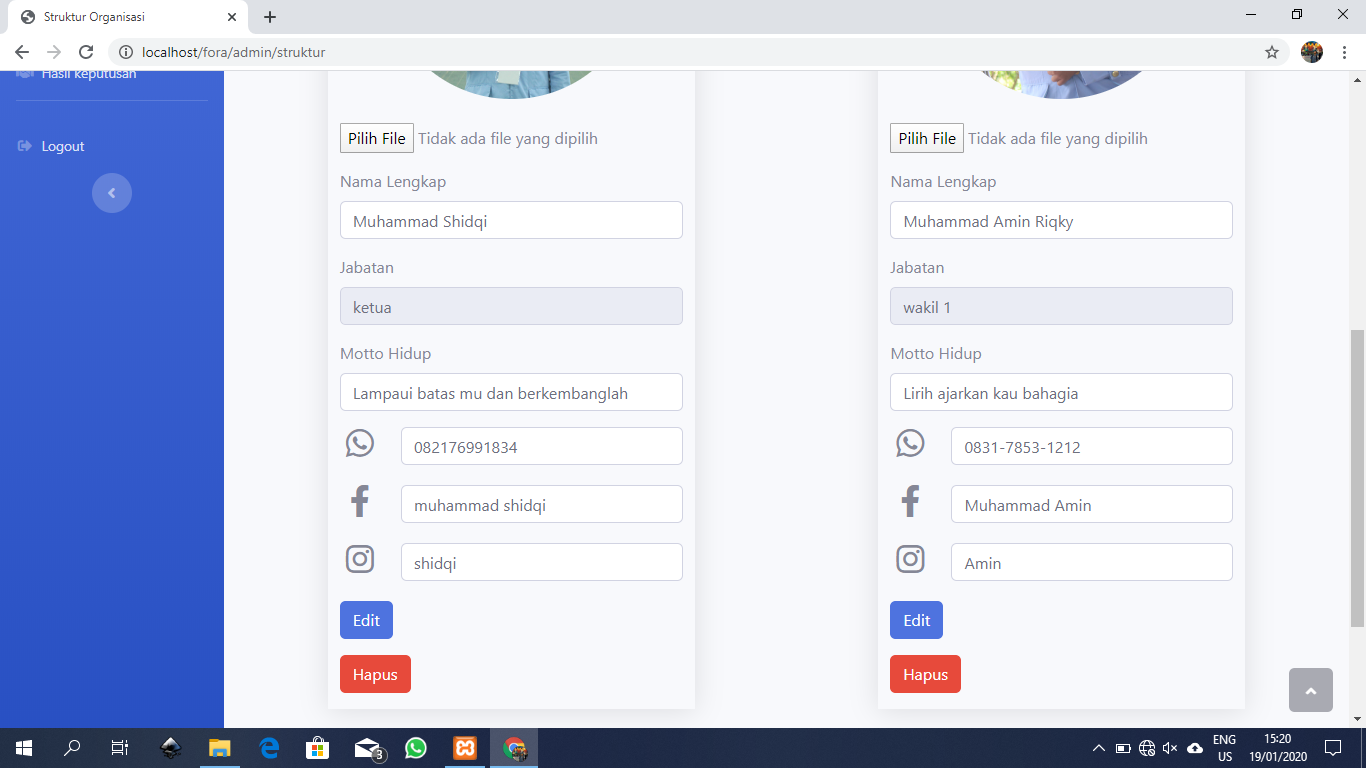 Struktur Organisasi
localhost/fora/admin/struktur
Hasil keputusan
Logout
Pilih File Tidak ada file yang dipilih
Nama Lengkap
Muhammad Shidqi
Jabatan
ketua
Motto Hidup
Lampaui batas mu dan berkembanglah
082176991834
muhammad shidqi
shidqi
Edit
Hapus
Pilih File Tidak ada file yang dipilih
Nama Lengkap
Muhammad Amin Riqky
Jabatan
wakil 1
Motto Hidup
Lirih ajarkan kau bahagia
0831-7853-1212
Muhammad Amin
Amin
Edit
Hapus
3
ENG
US
15:20
19/01/2020